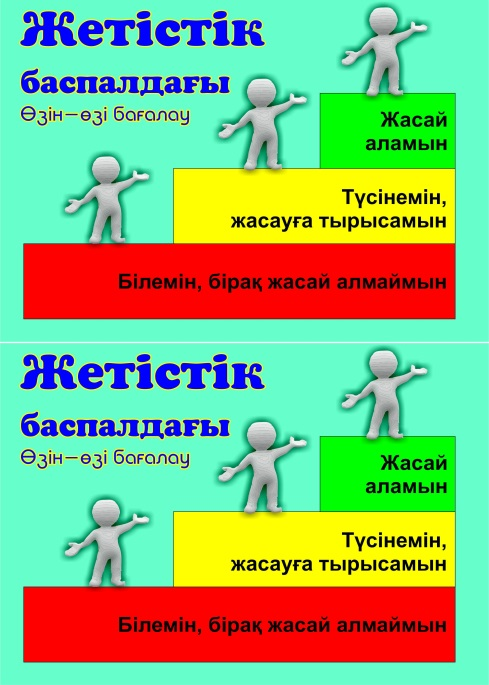 Жетістік
баспалдағы
Өзін–өзі бағалау
Жасай
аламын
Түсінемін,
жасауға тырысамын
Білемін, бірақ жасай алмаймын
Жетістік
баспалдағы
Өзін–өзі бағалау
Жасай
аламын
Түсінемін,
жасауға тырысамын
Білемін, бірақ жасай алмаймын